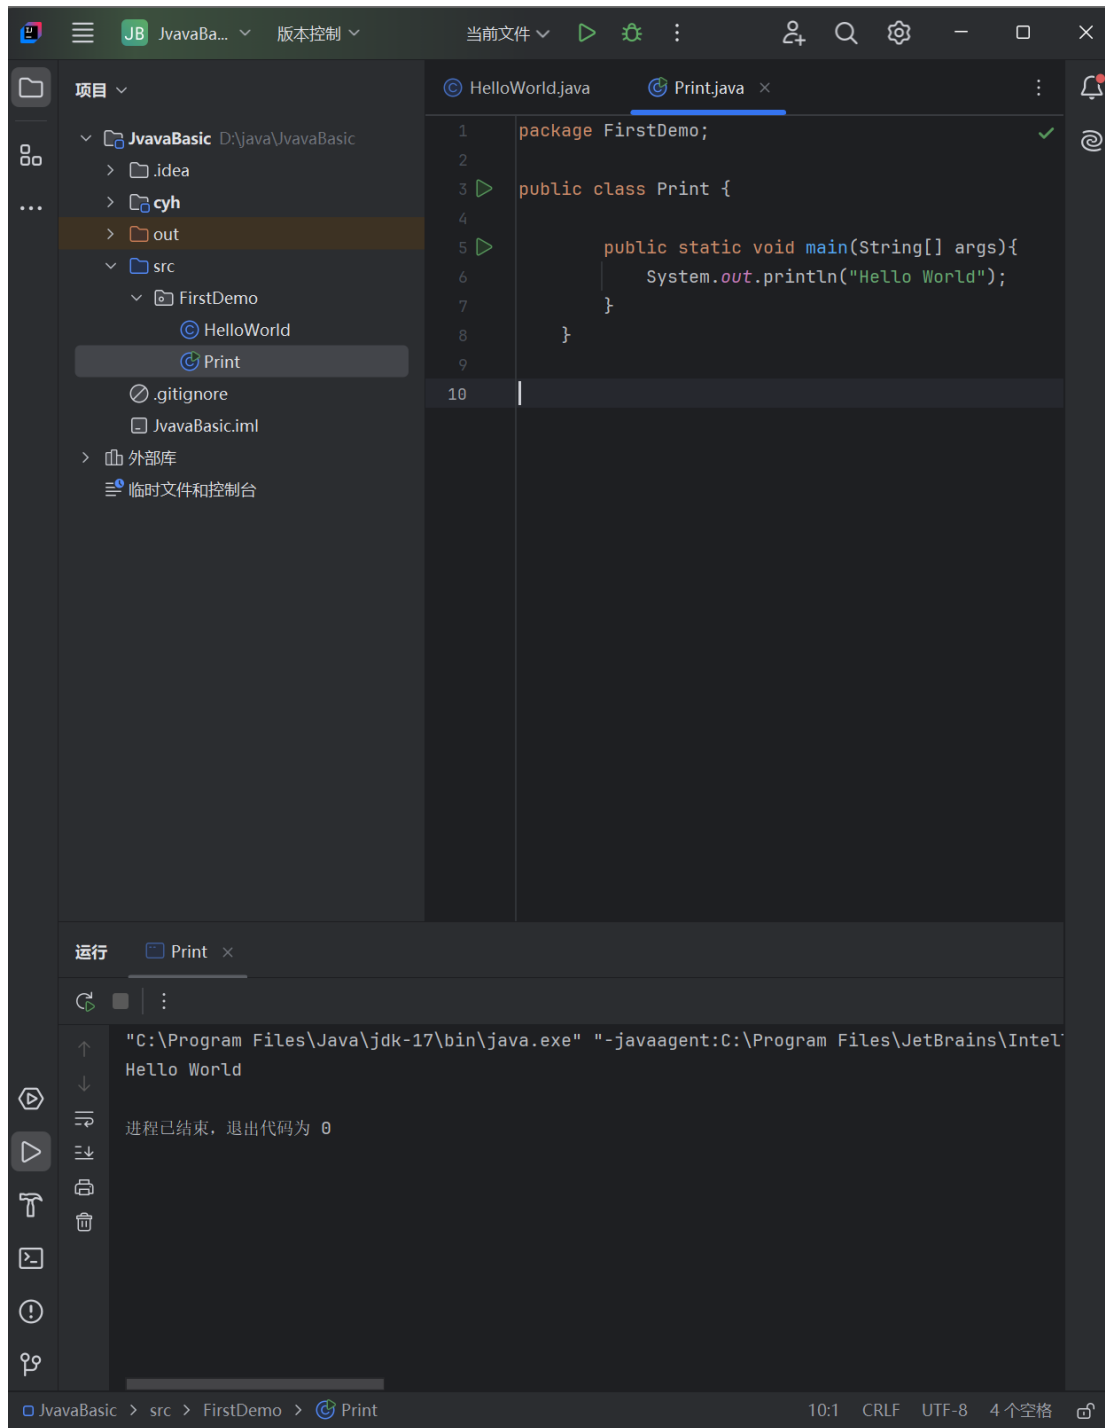 JB JvavaBa... 版本控制 当前文件
项目
HelloWorld.java Print.java
JvavaBasic D:\java\JvavaBasic
.idea
cyh
out
src
FirstDemo
HelloWorld
Print
.gitignore
JvavaBasic.iml
外部库
临时文件和控制台
1 package FirstDemo;
2
3 public class Print {
4
5 public static void main(String[] args){
6 System.out.println("Hello World");
7 }
8 }
9
10
运行 Print
"C:\Program Files\Java\jdk-17\bin\java.exe" "-javaagent:C:\Program Files\JetBrains\Intel
Hello World
进程已结束，退出代码为 0
JvavaBasic > src > FirstDemo > Print 10:1 CRLF UTF-8 4 个空格